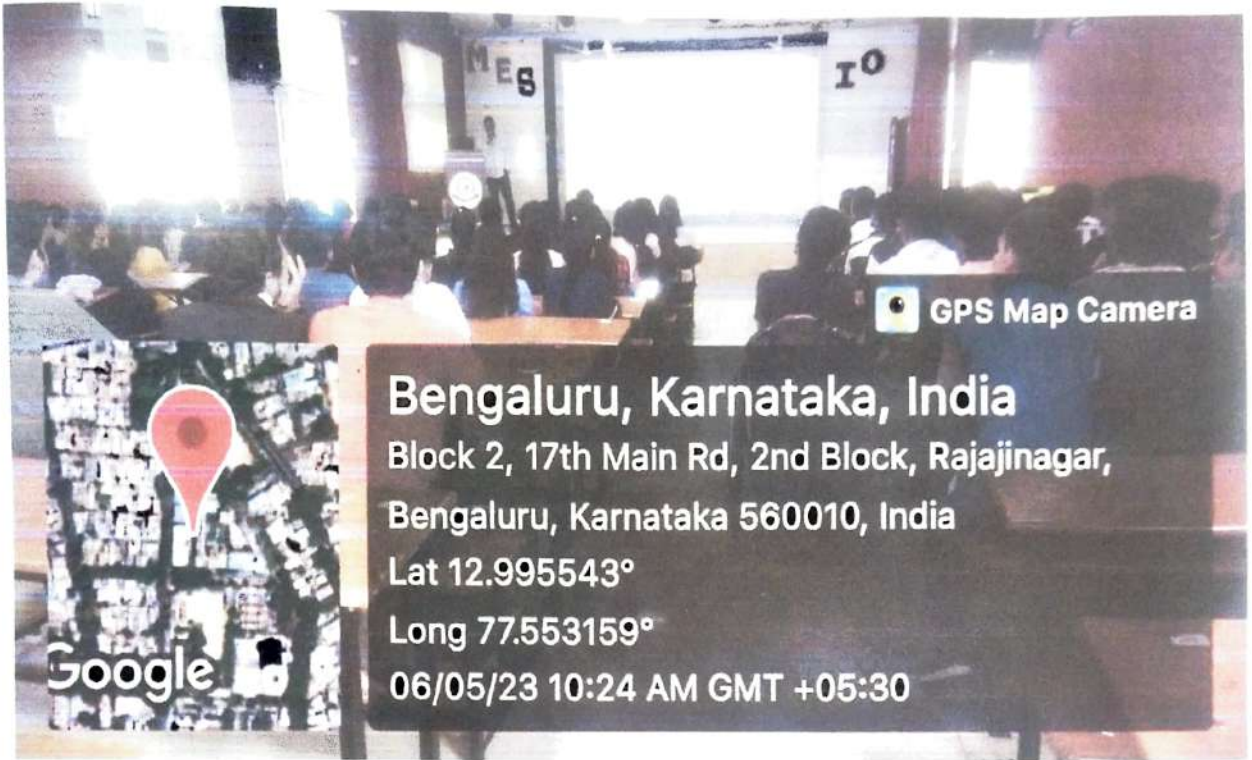 MES
IO
GPS Map Camera
Bengaluru, Karnataka, India
Block 2, 17th Main Rd, 2nd Block, Rajajinagar,
Bengaluru, Karnataka 560010, India
Lat 12.995543°
Long 77.553159°
06/05/23 10:24 AM GMT +05:30
Google